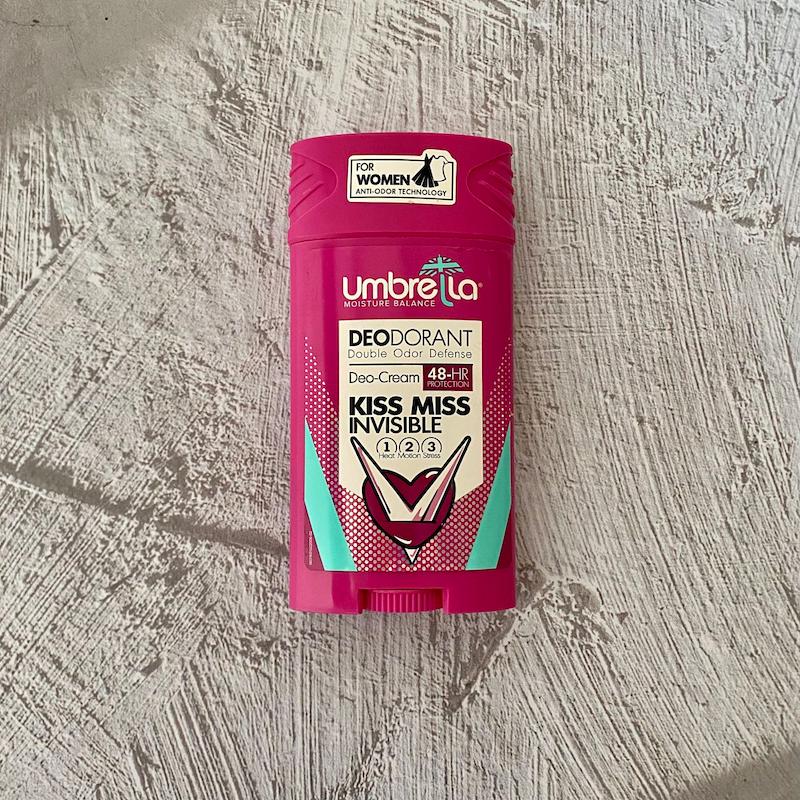 FOR
WOMEN
ANTI-ODOR TECHNOLOGY
Umbrella®
MOISTURE BALANCE
DEODORANT
Double Odor Defense
Deo-Cream 48-HR
PROTECTION
KISS MISS
INVISIBLE
1 2 3
Heat Motion Stress